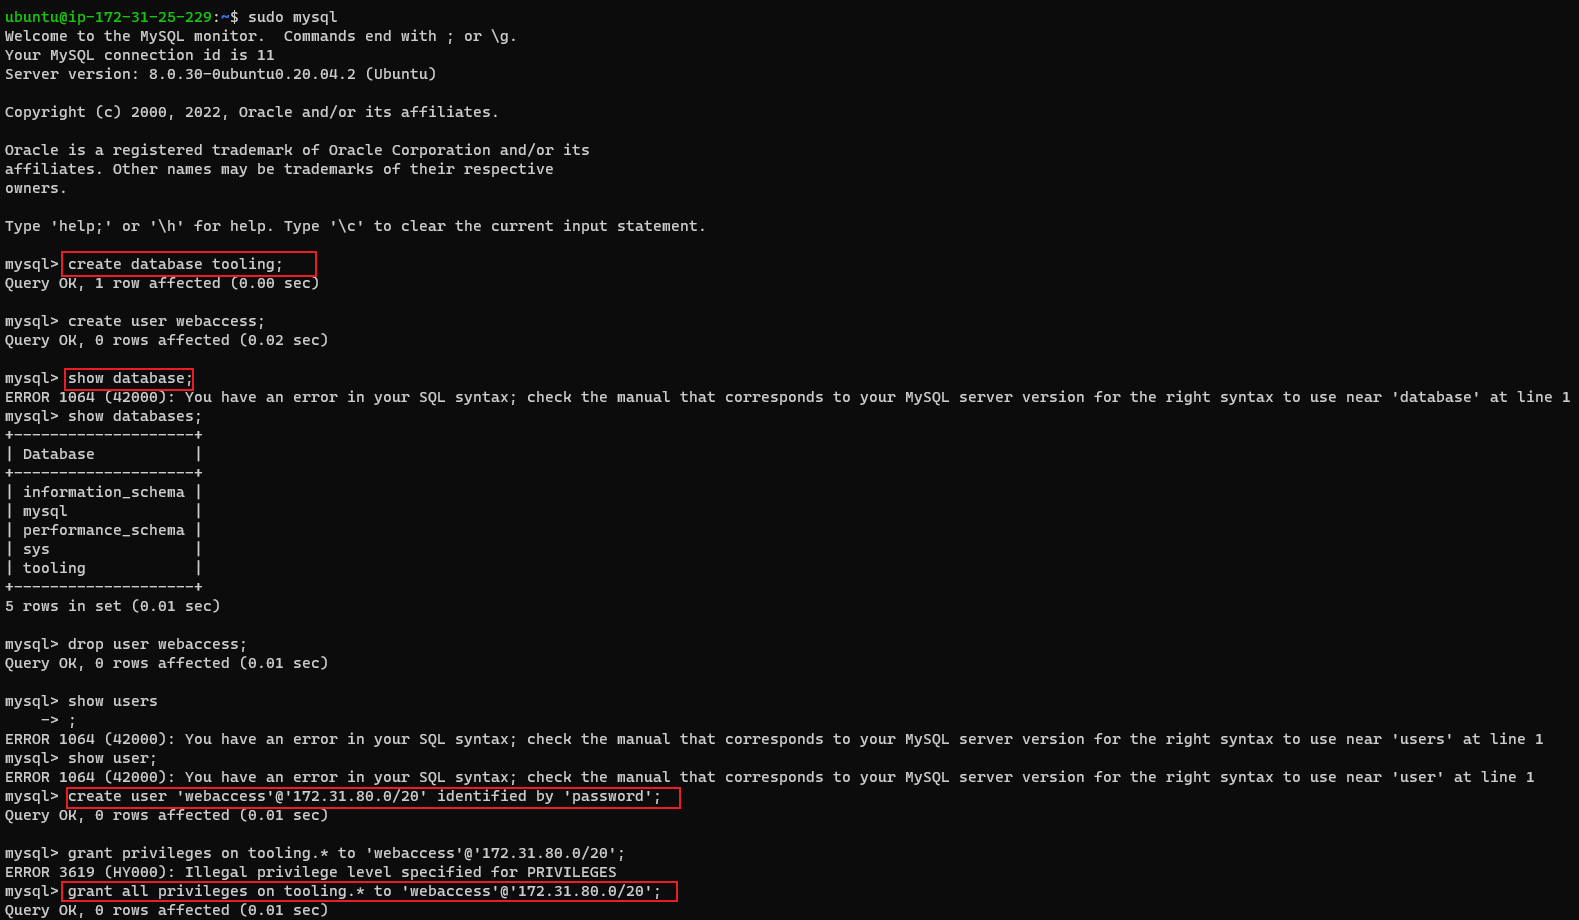 ubuntu@ip-172-31-25-229:~$ sudo mysql
Welcome to the MySQL monitor.  Commands end with ; or \g.
Your MySQL connection id is 11
Server version: 8.0.30-0ubuntu0.20.04.2 (Ubuntu)

Copyright (c) 2000, 2022, Oracle and/or its affiliates.

Oracle is a registered trademark of Oracle Corporation and/or its
affiliates. Other names may be trademarks of their respective
owners.

Type 'help;' or '\h' for help. Type '\c' to clear the current input statement.

mysql> create database tooling;
Query OK, 1 row affected (0.00 sec)

mysql> create user webaccess;
Query OK, 0 rows affected (0.02 sec)

mysql> show database;
ERROR 1064 (42000): You have an error in your SQL syntax; check the manual that corresponds to your MySQL server version for the right syntax to use near 'database' at line 1
mysql> show databases;
+--------------------+
| Database           |
+--------------------+
| information_schema |
| mysql              |
| performance_schema |
| sys                |
| tooling            |
+--------------------+
5 rows in set (0.01 sec)

mysql> drop user webaccess;
Query OK, 0 rows affected (0.01 sec)

mysql> show users
    -> ;
ERROR 1064 (42000): You have an error in your SQL syntax; check the manual that corresponds to your MySQL server version for the right syntax to use near 'users' at line 1
mysql> show user;
ERROR 1064 (42000): You have an error in your SQL syntax; check the manual that corresponds to your MySQL server version for the right syntax to use near 'user' at line 1
mysql> create user 'webaccess'@'172.31.80.0/20' identified by 'password';
Query OK, 0 rows affected (0.01 sec)

mysql> grant privileges on tooling.* to 'webaccess'@'172.31.80.0/20';
ERROR 3619 (HY000): Illegal privilege level specified for PRIVILEGES
mysql> grant all privileges on tooling.* to 'webaccess'@'172.31.80.0/20';
Query OK, 0 rows affected (0.01 sec)